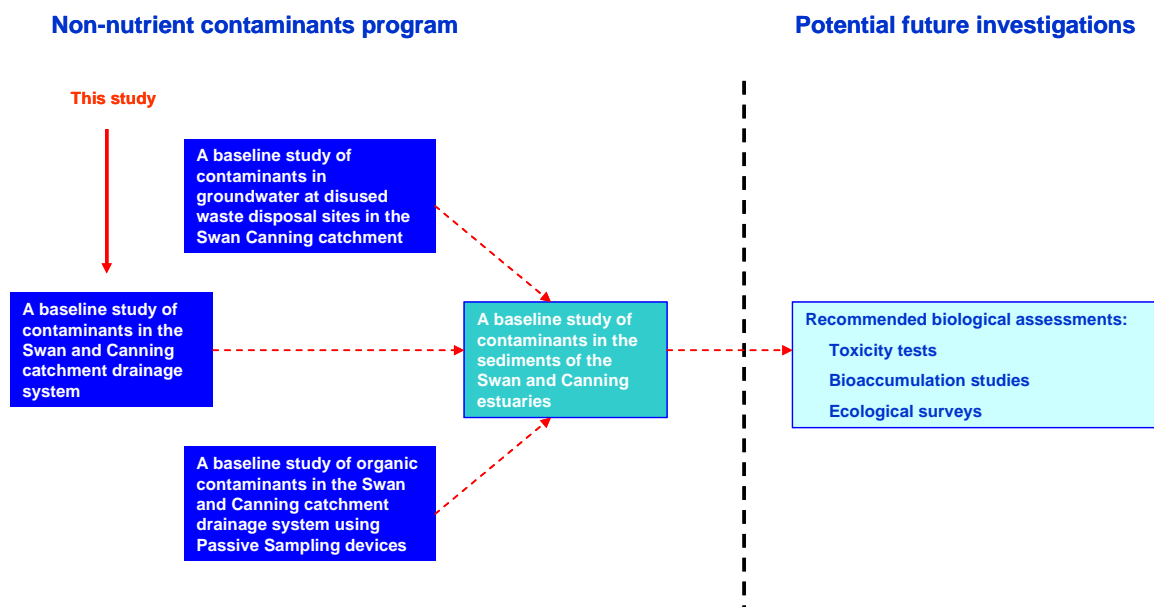 Non-nutrient contaminants program
Potential future investigations
This study
A baseline study of
contaminants in
groundwater at disused
waste disposal sites in the
Swan Canning catchment
A baseline study of
contaminants in the
Swan and Canning
catchment drainage
system
A baseline study of
contaminants in the
sediments of the
Swan and Canning
estuaries
Recommended biological assessments:
Toxicity tests
Bioaccumulation studies
Ecological surveys
A baseline study of organic
contaminants in the Swan
and Canning catchment
drainage system using
Passive Sampling devices